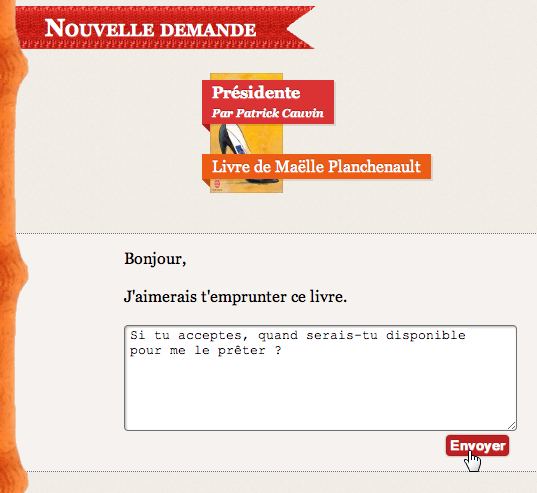 NOUVELLE DEMANDE
Présidente
Par Patrick Cauvin
Livre de Maëlle Planchenault
Bonjour,
J'aimerais t'emprunter ce livre.
Si tu acceptes, quand serais-tu disponible
pour me le prêter ?
Envoyer